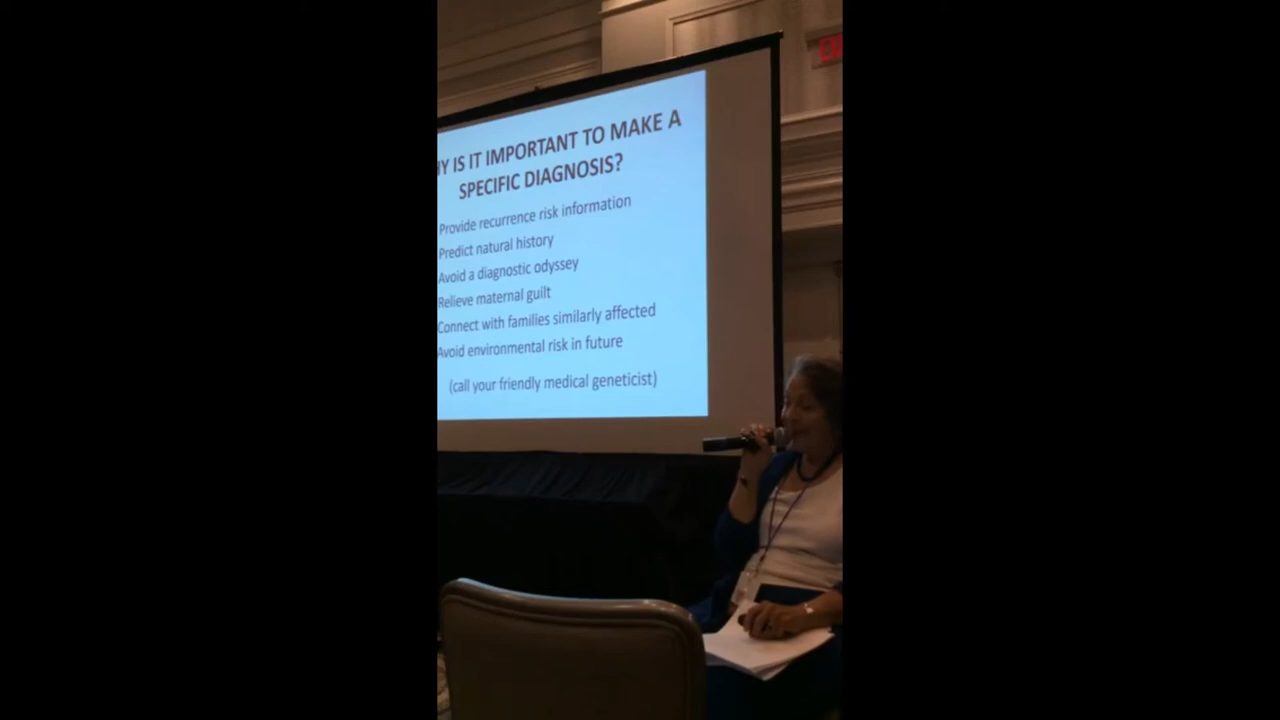 HY IS IT IMPORTANT TO MAKE A
SPECIFIC DIAGNOSIS?
Provide recurrence risk information
Predict natural history
Avoid a diagnostic odyssey
Relieve maternal guilt
Connect with families similarly affected
Avoid environmental risk in future
(call your friendly medical geneticist)